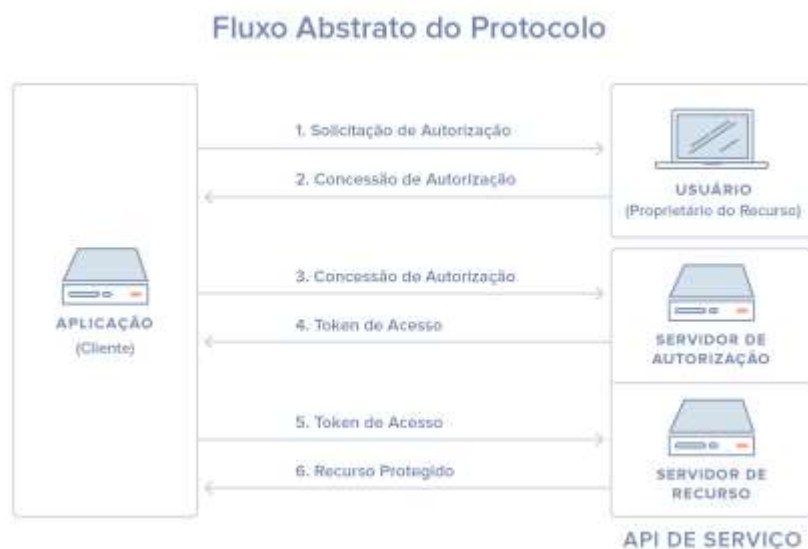 Fluxo Abstrato do Protocolo
1. Solicitação de Autorização
2. Concessão de Autorização
USUÁRIO
(Proprietário do Recurso)
APLICAÇÃO
(Cliente)
3. Concessão de Autorização
4. Token de Acesso
SERVIDOR DE
AUTORIZAÇÃO
5. Token de Acesso
6. Recurso Protegido
SERVIDOR DE
RECURSO
API DE SERVIÇO